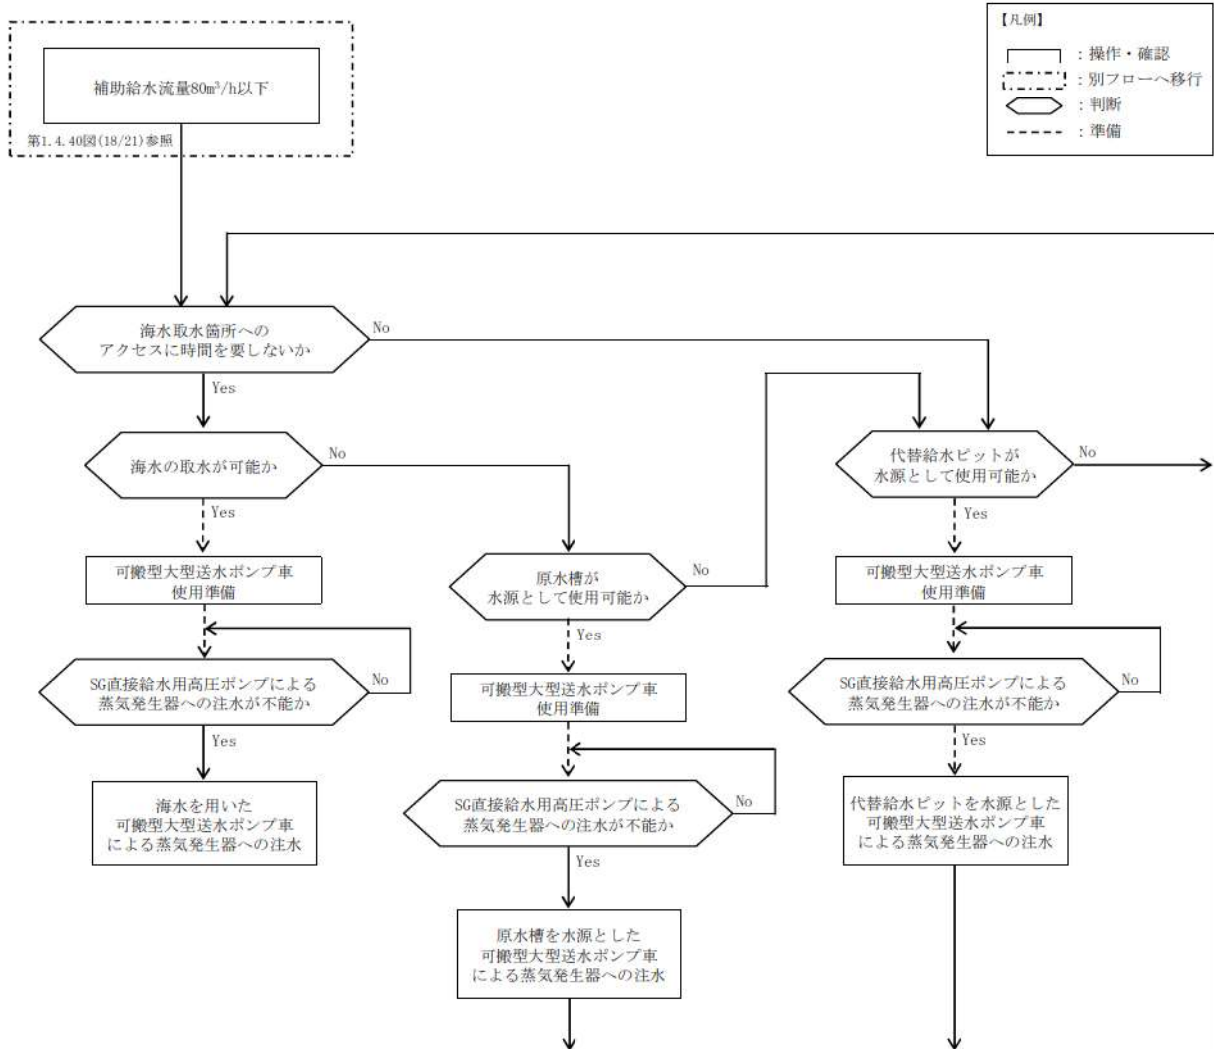 補助給水流量80m³/h以下
第1.4.40図(18/21)参照
【凡例】
：操作・確認
：別フローへ移行
：判断
：準備
海水取水箇所への
アクセスに時間を要しないか
No
Yes
海水の取水が可能か
No
Yes
代替給水ピットが
水源として使用可能か
No
Yes
可搬型大型送水ポンプ車
使用準備
原水槽が
水源として使用可能か
No
Yes
可搬型大型送水ポンプ車
使用準備
SG直接給水用高圧ポンプによる
蒸気発生器への注水が不能か
No
Yes
可搬型大型送水ポンプ車
使用準備
SG直接給水用高圧ポンプによる
蒸気発生器への注水が不能か
No
Yes
海水を用いた
可搬型大型送水ポンプ車
による蒸気発生器への注水
SG直接給水用高圧ポンプによる
蒸気発生器への注水が不能か
No
Yes
代替給水ピットを水源とした
可搬型大型送水ポンプ車
による蒸気発生器への注水
原水槽を水源とした
可搬型大型送水ポンプ車
による蒸気発生器への注水